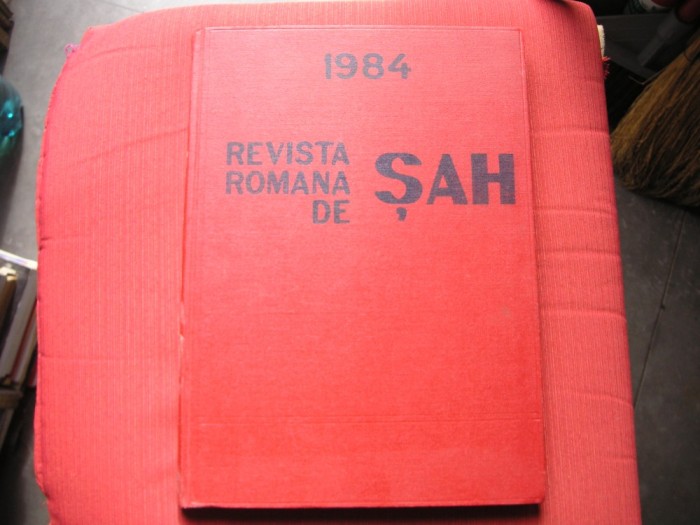 1984
REVISTA
ROMANA
DE
ȘAH